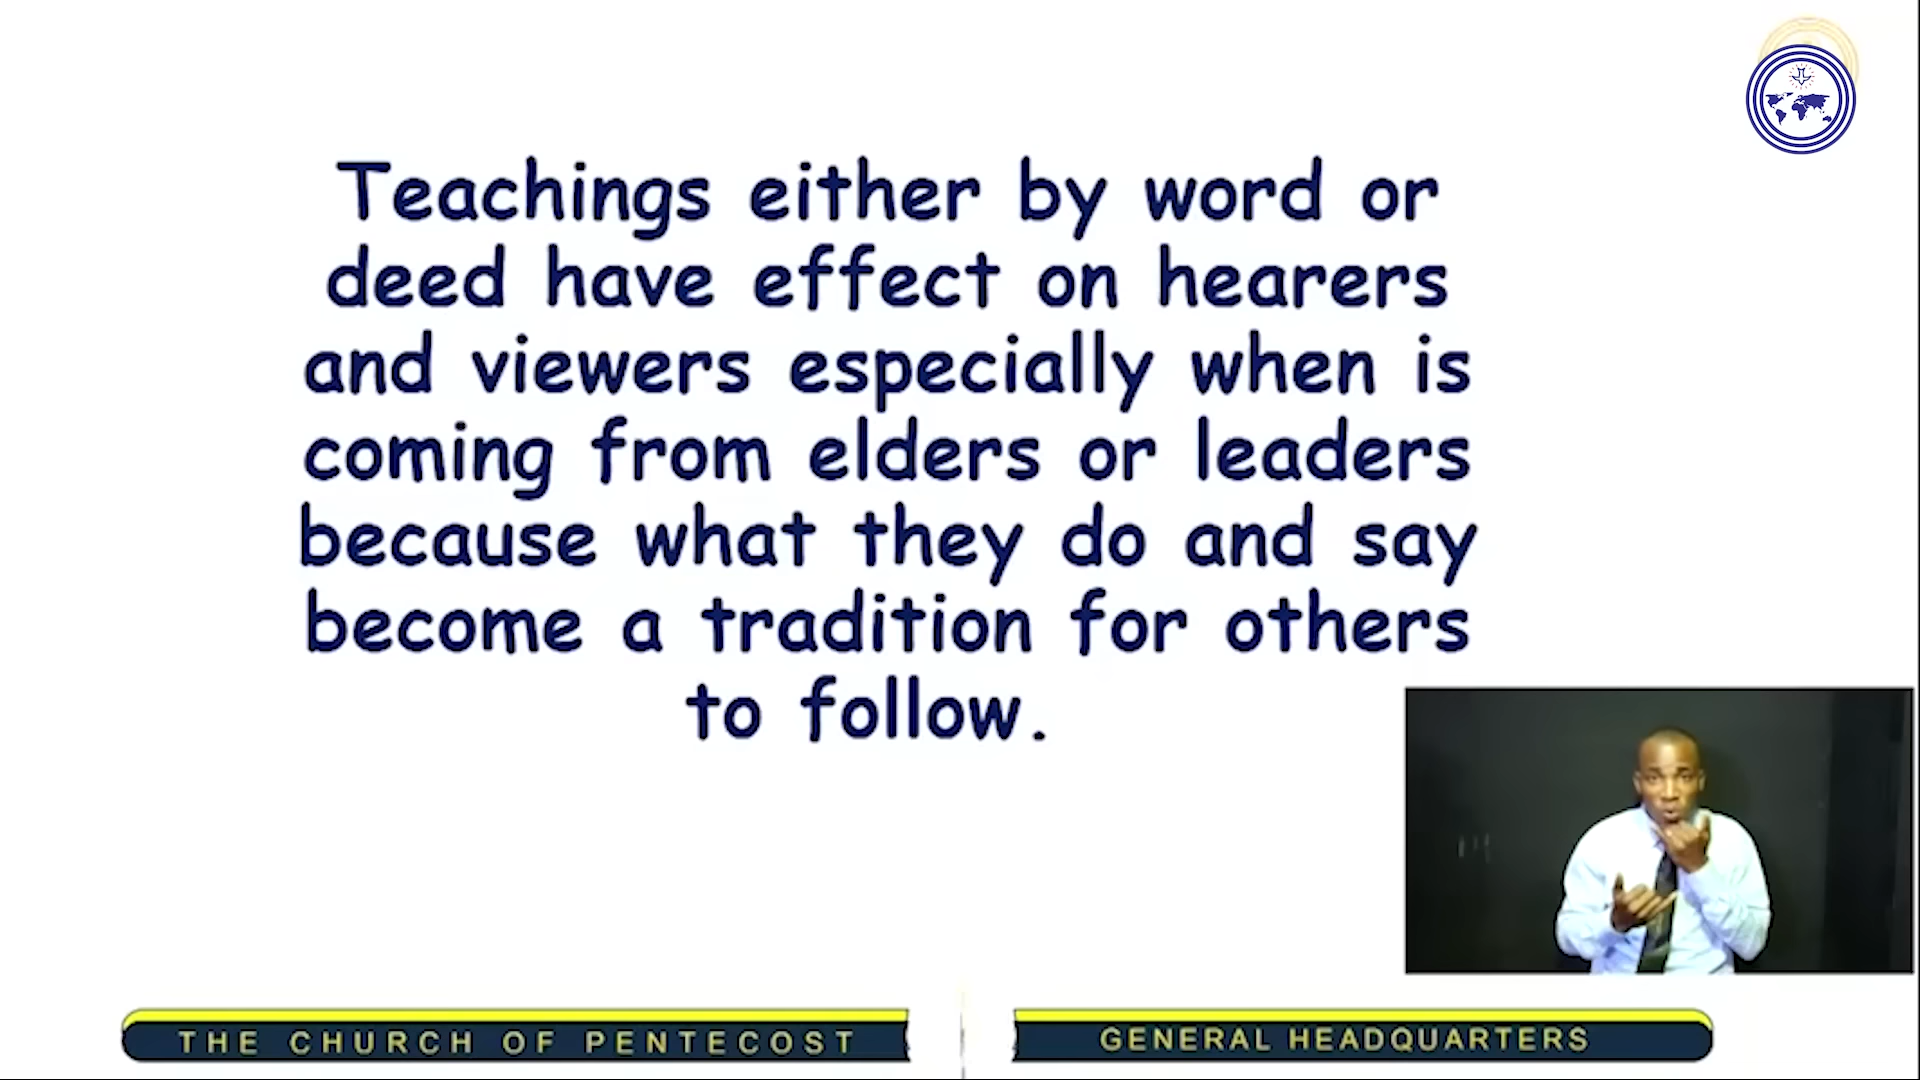 Teachings either by word or
deed have effect on hearers
and viewers especially when is
coming from elders or leaders
because what they do and say
become a tradition for others
to follow.
THE CHURCH OF PENTECOST
GENERAL HEADQUARTERS